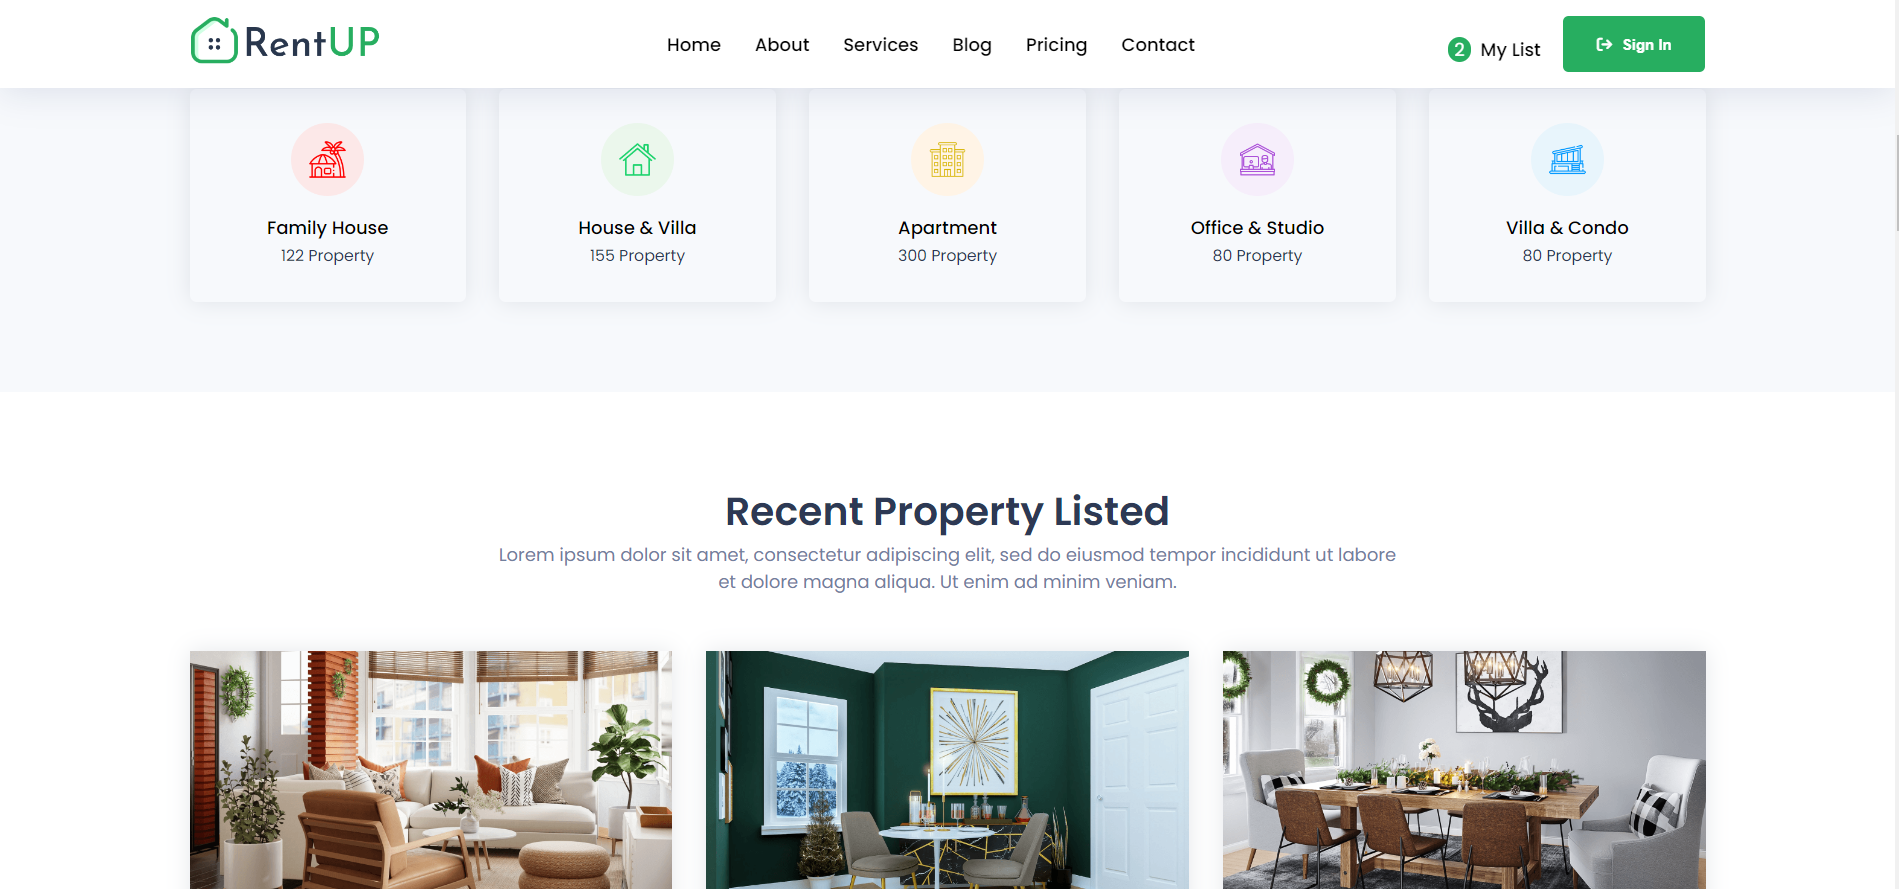 RentUP
Home
About
Services
Blog
Pricing
Contact
2 My List
Sign In
Family House
122 Property
House & Villa
155 Property
Apartment
300 Property
Office & Studio
80 Property
Villa & Condo
80 Property
Recent Property Listed
Lorem ipsum dolor sit amet, consectetur adipiscing elit, sed do eiusmod tempor incididunt ut labore
et dolore magna aliqua. Ut enim ad minim veniam.